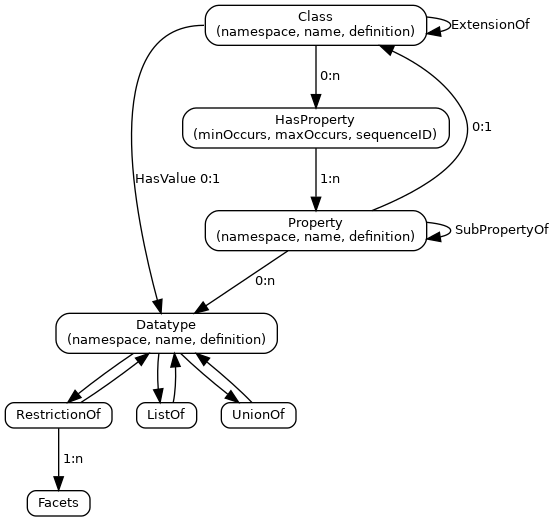 Class
(namespace, name, definition)
ExtensionOf
0:n
HasProperty
(minOccurs, maxOccurs, sequenceID)
0:1
HasValue 0:1
1:n
Property
(namespace, name, definition)
SubPropertyOf
0:n
Datatype
(namespace, name, definition)
RestrictionOf
ListOf
UnionOf
1:n
Facets